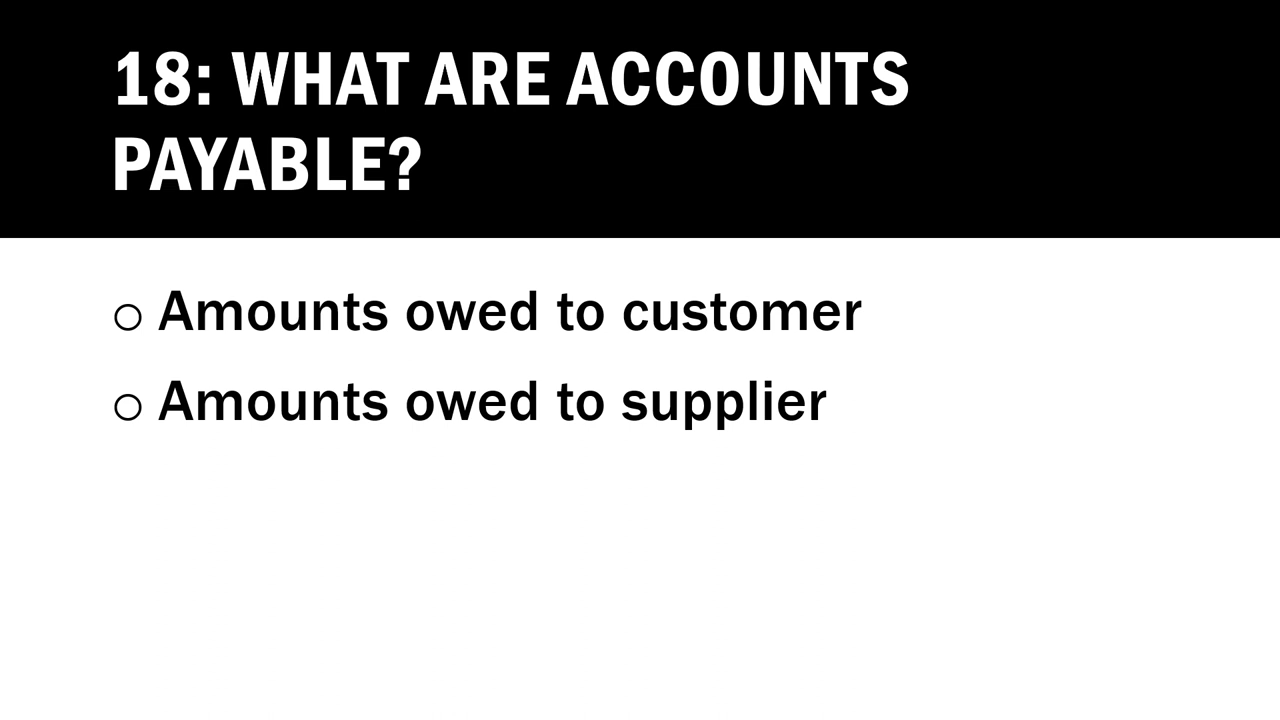 18: WHAT ARE ACCOUNTS
PAYABLE?
o Amounts owed to customer
o Amounts owed to supplier